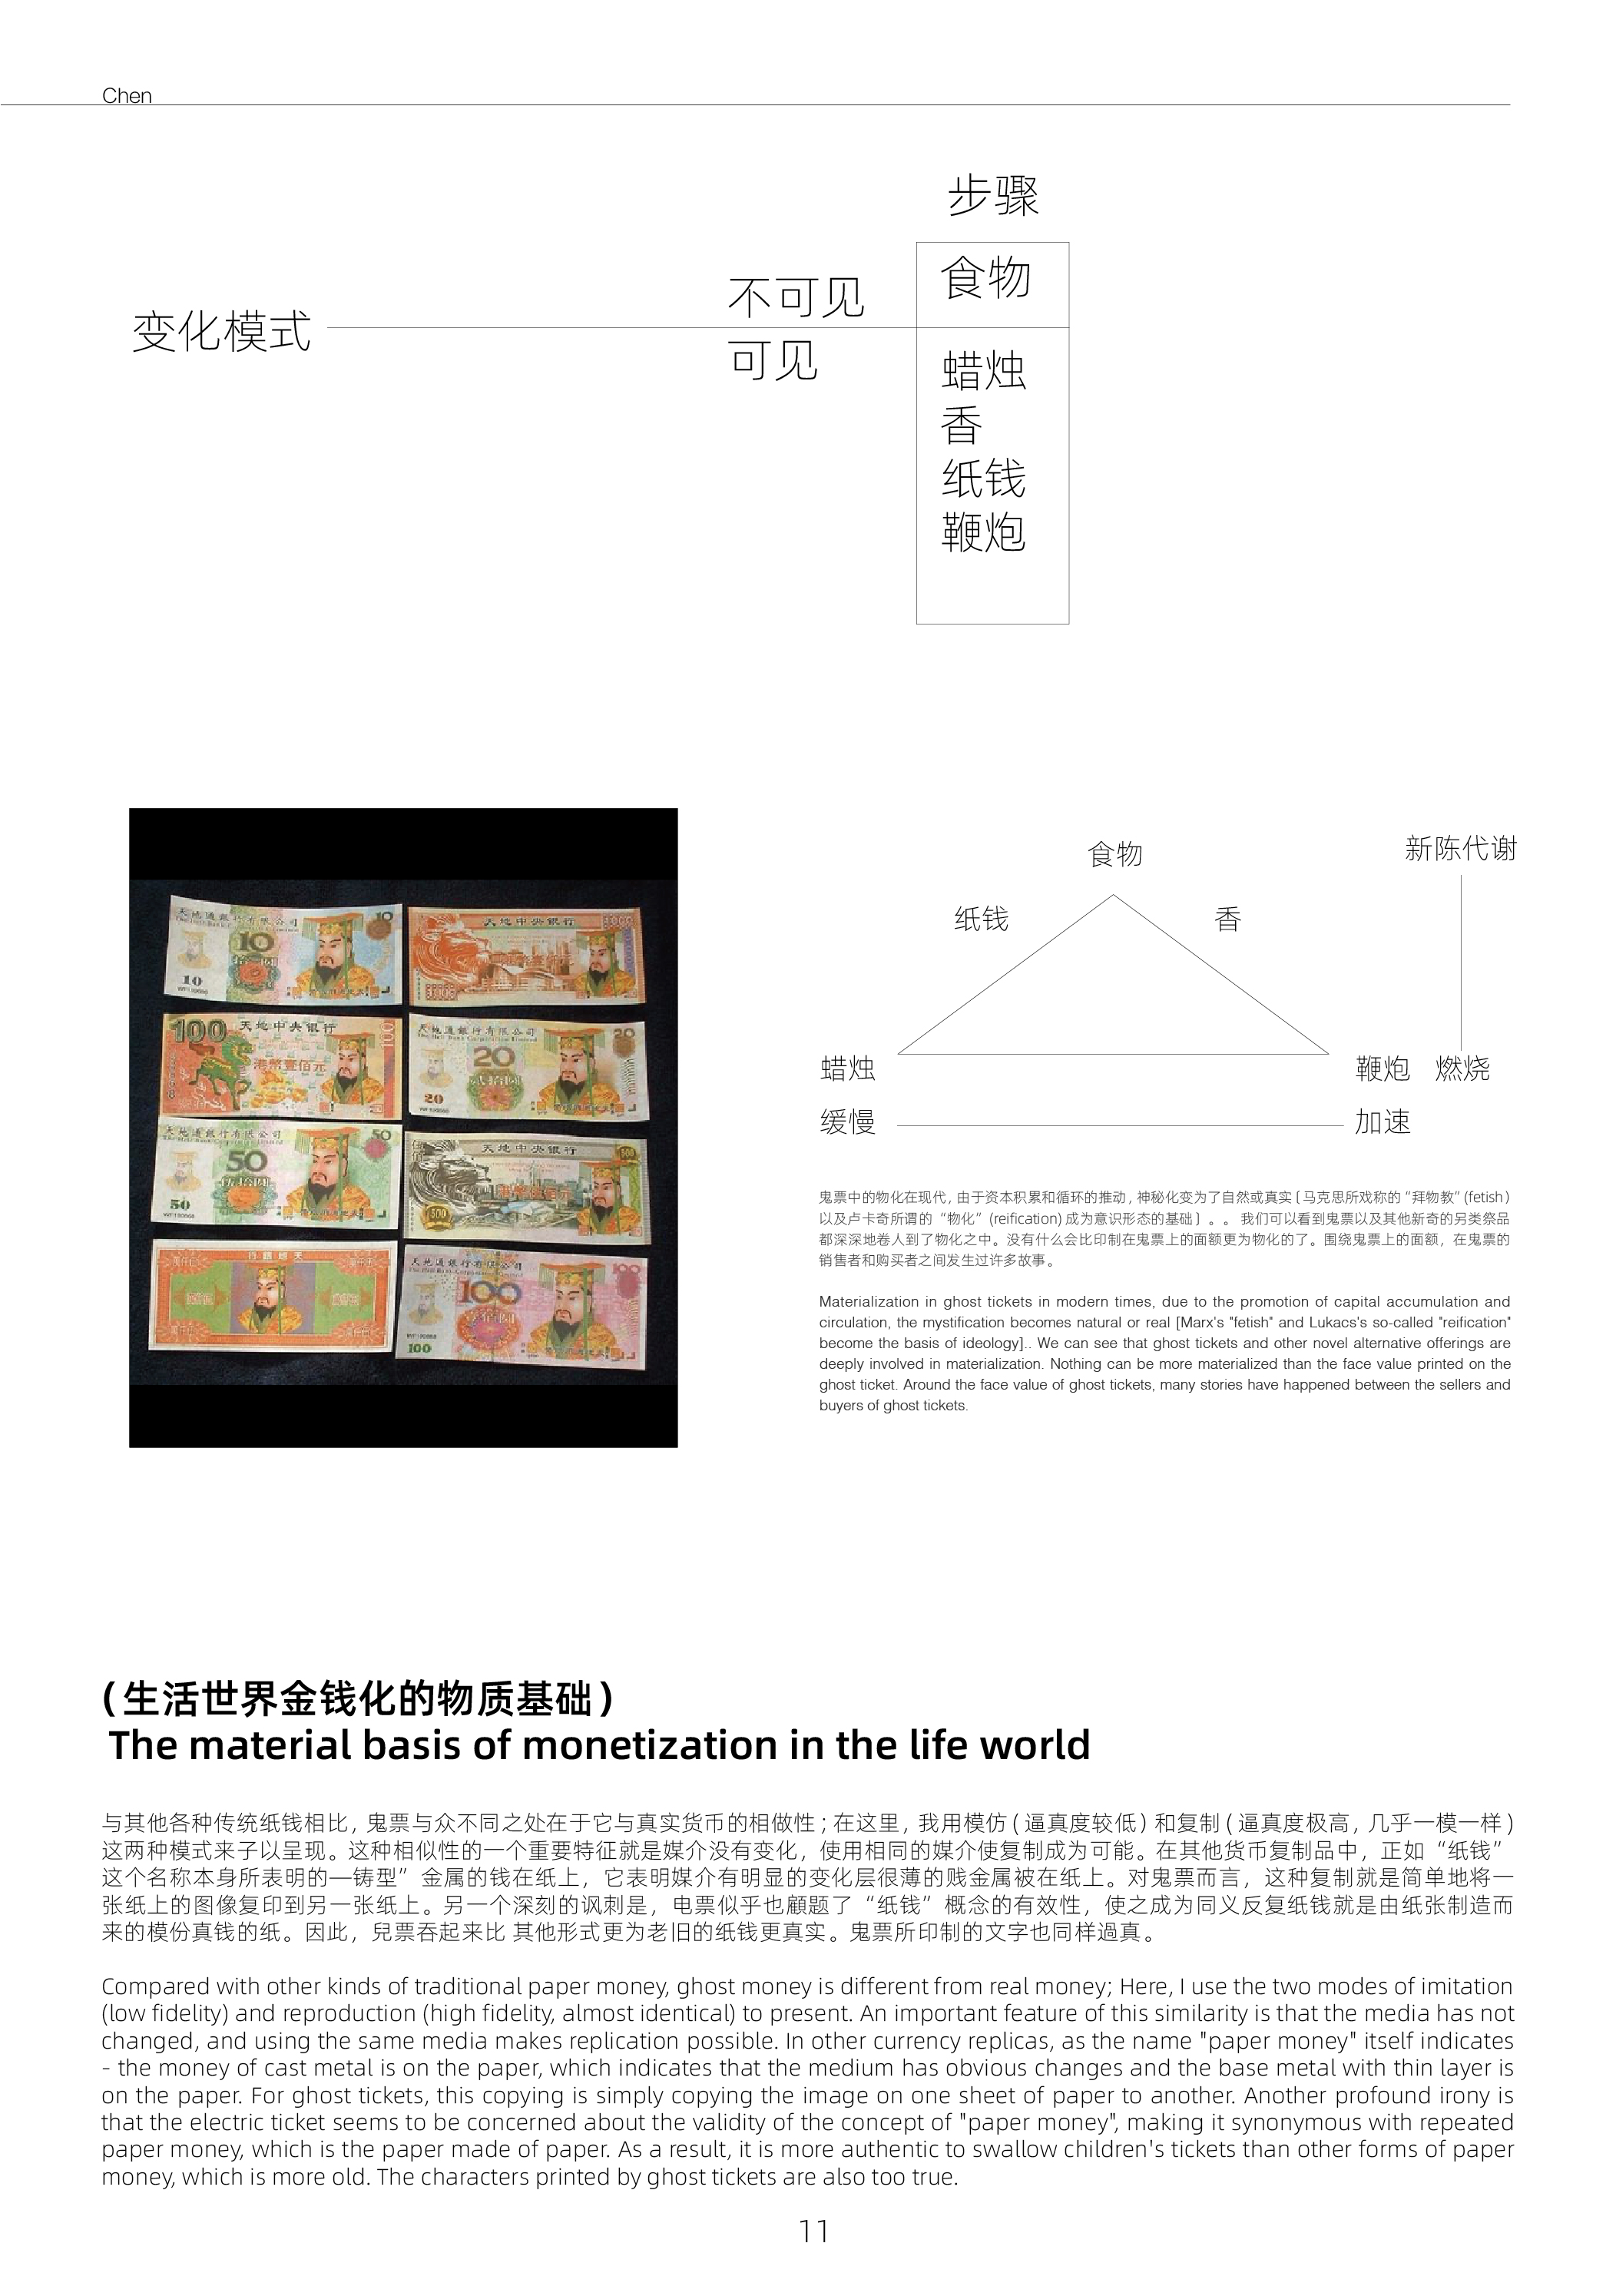 Chen
步骤
食物
不可见
变化模式
可见
蜡烛
香
纸钱
鞭炮
天地通銀行有限公司
10
10
10
天地中央銀行
100
天地中央银行
港幣壹佰元
100
天地通銀行有限公司
The Hell Bank Corporation Limited
20
20
贰拾圆
20
天地通銀行有限公司
50
50
伍拾圆
50
天地中央银行
500
500
天地通銀行有限公司
100
100
壹佰圆
100
食物
新陈代谢
纸钱
香
蜡烛
鞭炮
燃烧
缓慢
加速
鬼票中的物化在现代，由于资本积累和循环的推动，神秘化变为了自然或真实〔马克思所戏称的“拜物教”(fetish)
以及卢卡奇所谓的“物化”(reification) 成为意识形态的基础〕。。我们可以看到鬼票以及其他新奇的另类祭品
都深深地卷人到了物化之中。没有什么会比印制在鬼票上的面额更为物化的了。围绕鬼票上的面额，在鬼票的
销售者和购买者之间发生过许多故事。
Materialization in ghost tickets in modern times, due to the promotion of capital accumulation and
circulation, the mystification becomes natural or real [Marx's "fetish" and Lukacs's so-called "reification"
become the basis of ideology].. We can see that ghost tickets and other novel alternative offerings are
deeply involved in materialization. Nothing can be more materialized than the face value printed on the
ghost ticket. Around the face value of ghost tickets, many stories have happened between the sellers and
buyers of ghost tickets.
(生活世界金钱化的物质基础)
The material basis of monetization in the life world
与其他各种传统纸钱相比，鬼票与众不同之处在于它与真实货币的相做性；在这里，我用模仿（逼真度较低）和复制（逼真度极高，几乎一模一样）
这两种模式来子以呈现。这种相似性的一个重要特征就是媒介没有变化，使用相同的媒介使复制成为可能。在其他货币复制品中，正如“纸钱”
这个名称本身所表明的—铸型”金属的钱在纸上，它表明媒介有明显的变化层很薄的贱金属被在纸上。对鬼票而言，这种复制就是简单地将一
张纸上的图像复印到另一张纸上。另一个深刻的讽刺是，电票似乎也顧题了“纸钱”概念的有效性，使之成为同义反复纸钱就是由纸张制造而
来的模份真钱的纸。因此，兒票吞起来比 其他形式更为老旧的纸钱更真实。鬼票所印制的文字也同样過真。
Compared with other kinds of traditional paper money, ghost money is different from real money; Here, I use the two modes of imitation
(low fidelity) and reproduction (high fidelity, almost identical) to present. An important feature of this similarity is that the media has not
changed, and using the same media makes replication possible. In other currency replicas, as the name "paper money" itself indicates
- the money of cast metal is on the paper, which indicates that the medium has obvious changes and the base metal with thin layer is
on the paper. For ghost tickets, this copying is simply copying the image on one sheet of paper to another. Another profound irony is
that the electric ticket seems to be concerned about the validity of the concept of "paper money", making it synonymous with repeated
paper money, which is the paper made of paper. As a result, it is more authentic to swallow children's tickets than other forms of paper
money, which is more old. The characters printed by ghost tickets are also too true.
11